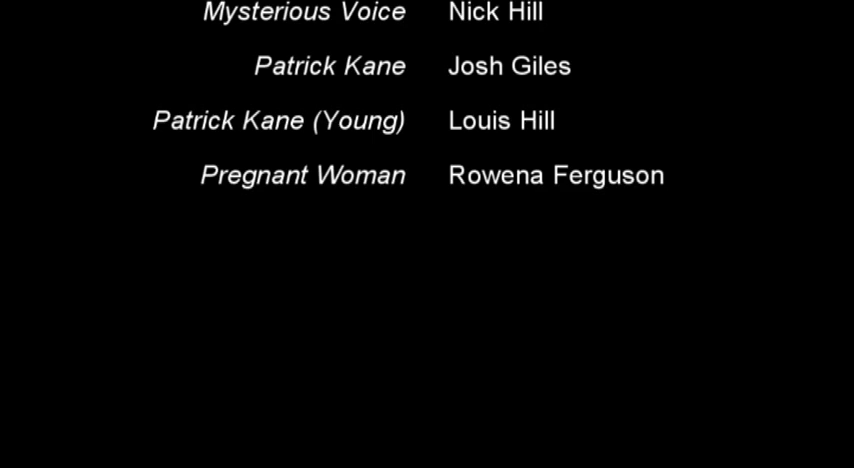 Mysterious Voice Nick Hill
Patrick Kane Josh Giles
Patrick Kane (Young) Louis Hill
Pregnant Woman Rowena Ferguson